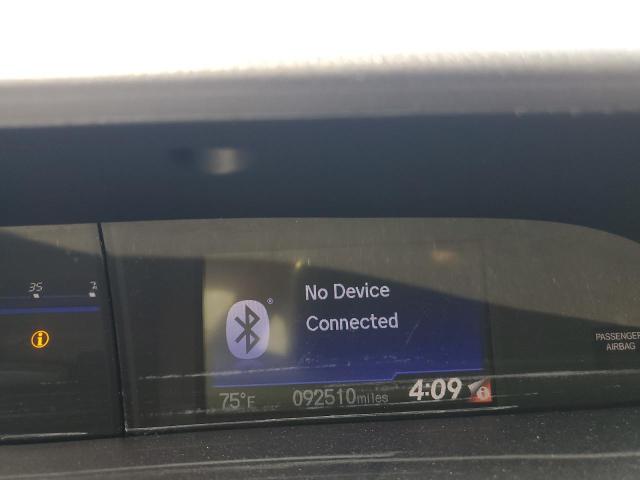 35
No Device
Connected
PASSENGER
AIRBAG
75°F 092510miles 4:09